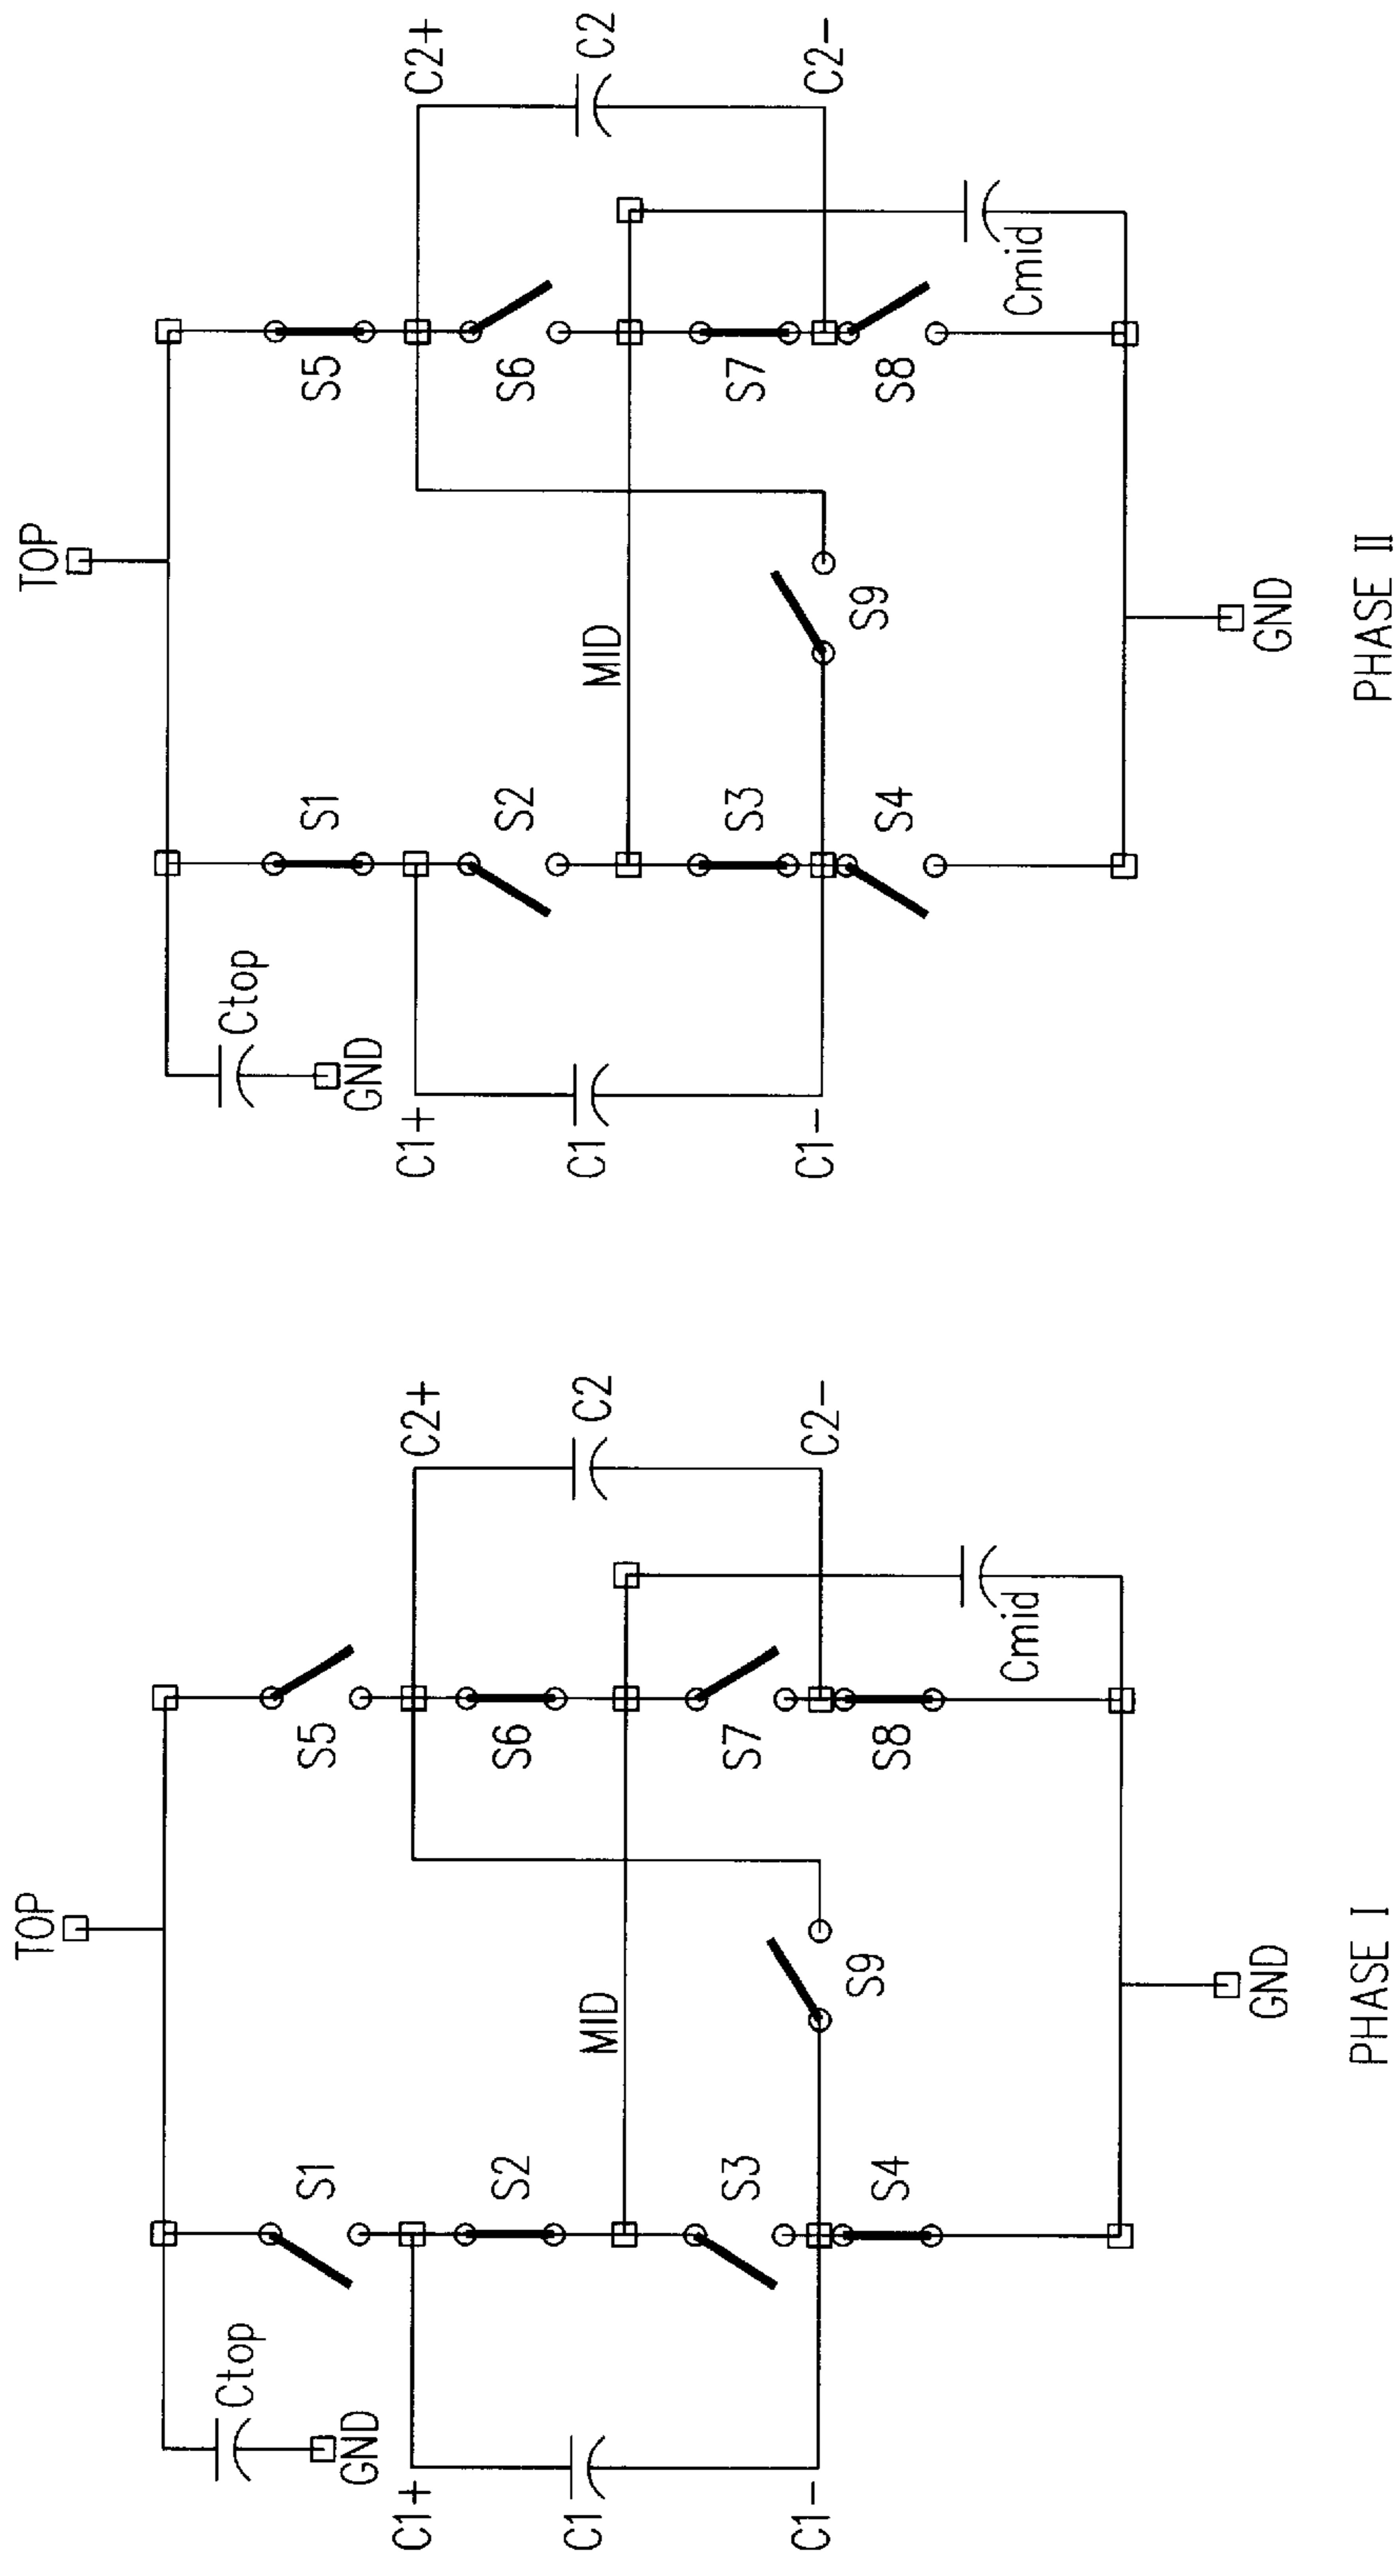 TOP
Ctop
GND
S1
S5
C1+
C2+
S2
S6
C1
C2
MID
S3
S7
C1-
C2-
S9
S4
S8
Cmid
GND
PHASE I
TOP
Ctop
GND
S1
S5
C1+
C2+
S2
S6
C1
C2
MID
S3
S7
C1-
C2-
S9
S4
S8
Cmid
GND
PHASE II